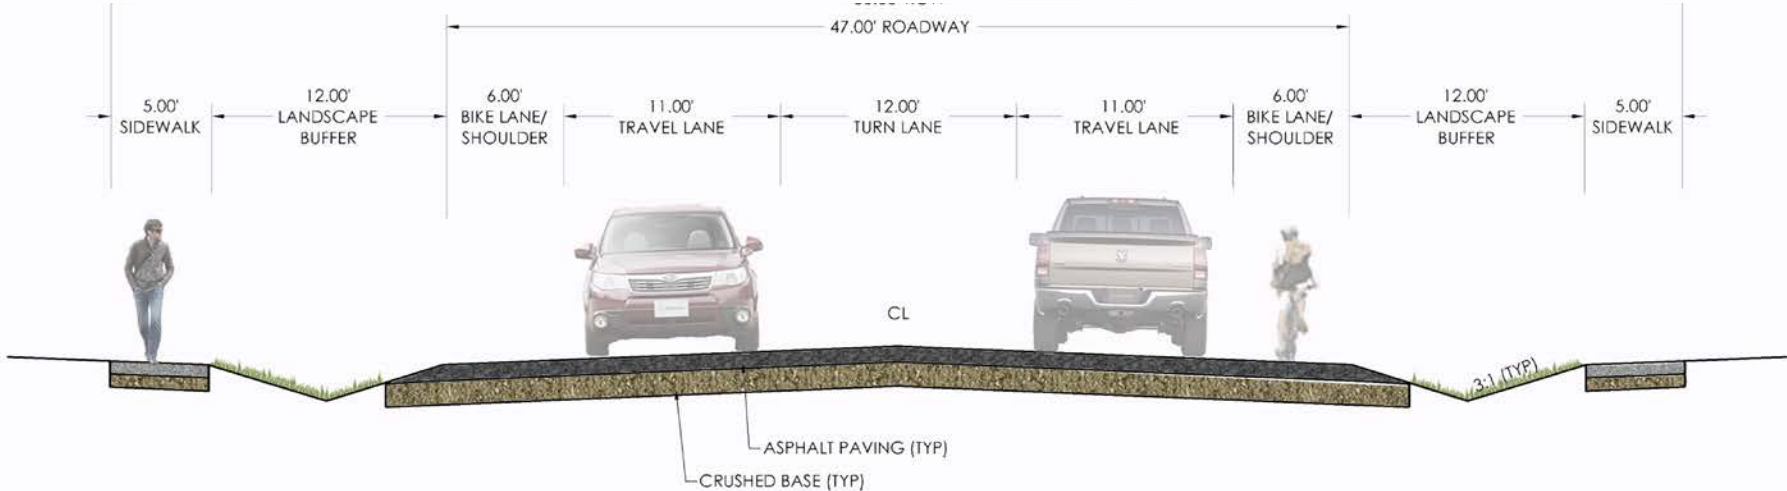 47.00' ROADWAY
5.00'
SIDEWALK
12.00'
LANDSCAPE
BUFFER
6.00'
BIKE LANE/
SHOULDER
11.00'
TRAVEL LANE
12.00'
TURN LANE
11.00'
TRAVEL LANE
6.00'
BIKE LANE/
SHOULDER
12.00'
LANDSCAPE
BUFFER
5.00'
SIDEWALK
CL
3:1 (TYP)
ASPHALT PAVING (TYP)
CRUSHED BASE (TYP)